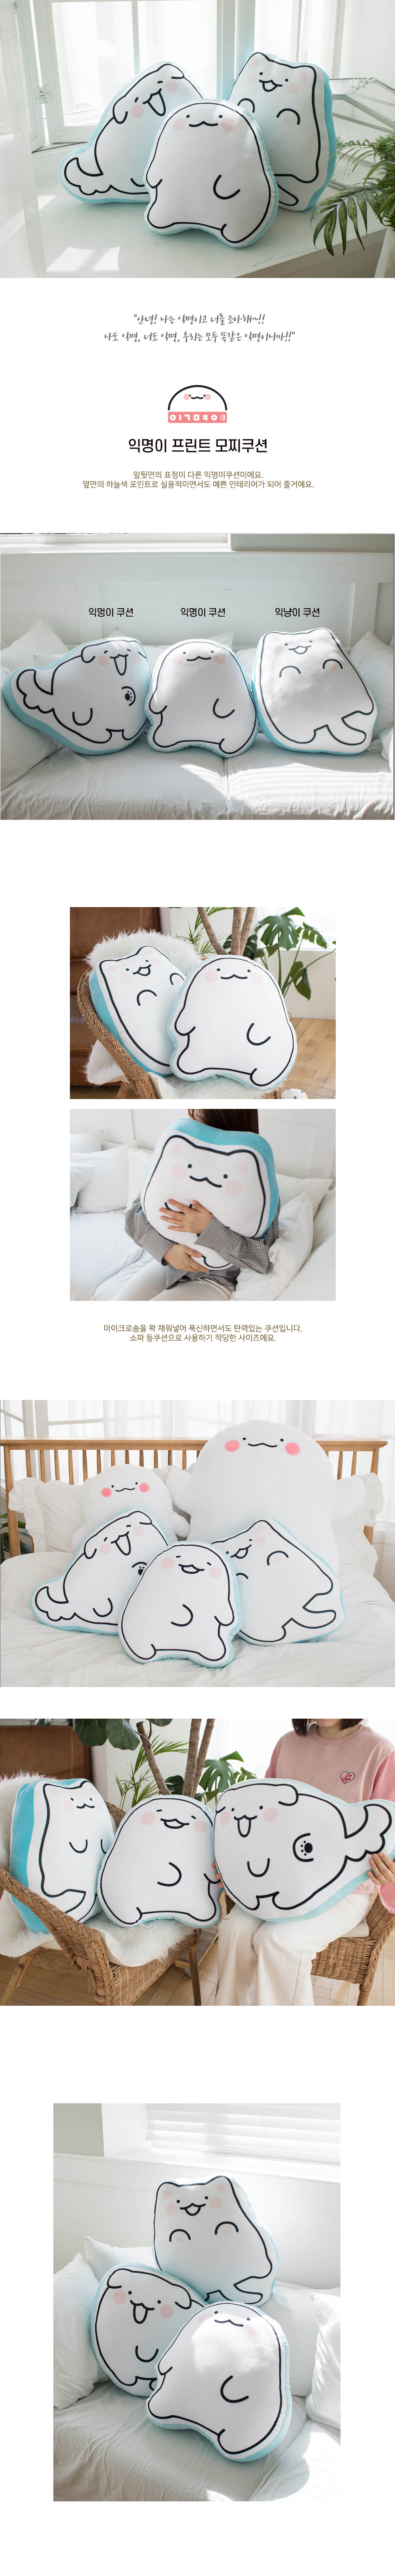 "안녕! 나는 익명이고 너를 조아해~!!
나도 익명, 너도 익명, 우리는 모두 똑같은 익명이니까!!"
익명이 프린트 모찌쿠션
앞뒷면의 표정이 다른 익명이쿠션이에요.
옆면의 하늘색 포인트로 실용적이면서도 예쁜 인테리어가 되어 줄거에요.
익멍이 쿠션 익명이 쿠션 익냥이 쿠션
마이크로솜을 꽉 채워넣어 폭신하면서도 탄력있는 쿠션입니다.
소파 등쿠션으로 사용하기 적당한 사이즈에요.